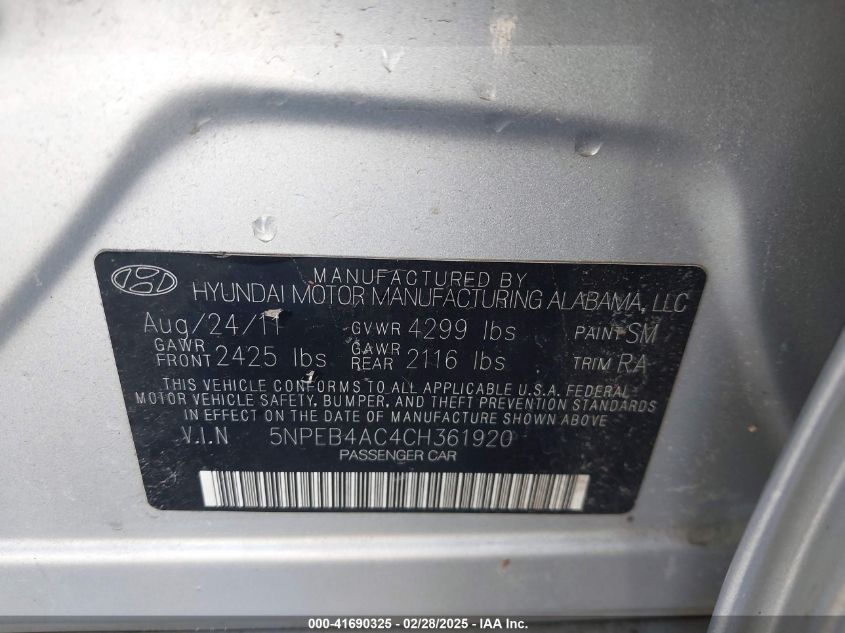 MANUFACTURED BY
HYUNDAI MOTOR MANUFACTURING ALABAMA, LLC
Aug/24/11 GVWR 4299 lbs PAINT SM
GAWR FRONT 2425 lbs GAWR REAR 2116 lbs TRIM RA
THIS VEHICLE CONFORMS TO ALL APPLICABLE U.S.A. FEDERAL
MOTOR VEHICLE SAFETY, BUMPER, AND THEFT PREVENTION STANDARDS
IN EFFECT ON THE DATE OF MANUFACTURE SHOWN ABOVE
V.I.N 5NPEB4AC4CH361920
PASSENGER CAR
000-41690325 / 02/28/2025 - IAA Inc.